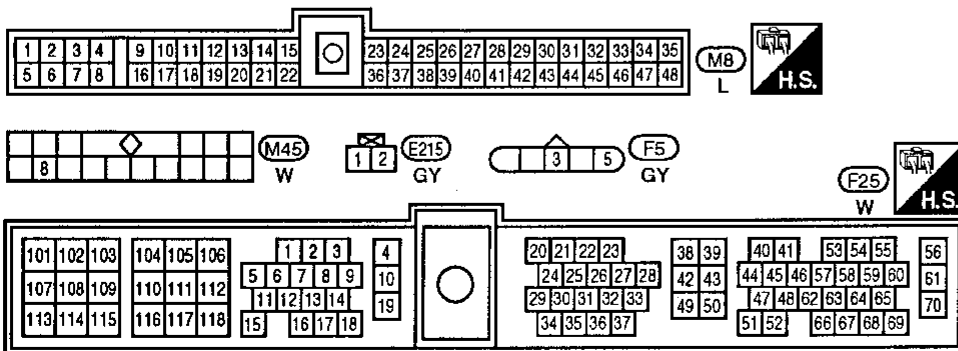 1 2 3 4 9 10 11 12 13 14 15 23 24 25 26 27 28 29 30 31 32 33 34 35
5 6 7 8 16 17 18 19 20 21 22 36 37 38 39 40 41 42 43 44 45 46 47 48
M8
L
H.S.
8
M45
W
1 2
E215
GY
3 5
F5
GY
F25
W
H.S.
101 102 103 104 105 106 1 2 3 4 20 21 22 23 38 39 40 41 53 54 55 56
107 108 109 110 111 112 5 6 7 8 9 10 24 25 26 27 28 42 43 44 45 46 57 58 59 60 61
11 12 13 14 19 29 30 31 32 33 49 50 47 48 62 63 64 65 70
113 114 115 116 117 118 15 16 17 18 34 35 36 37 51 52 66 67 68 69